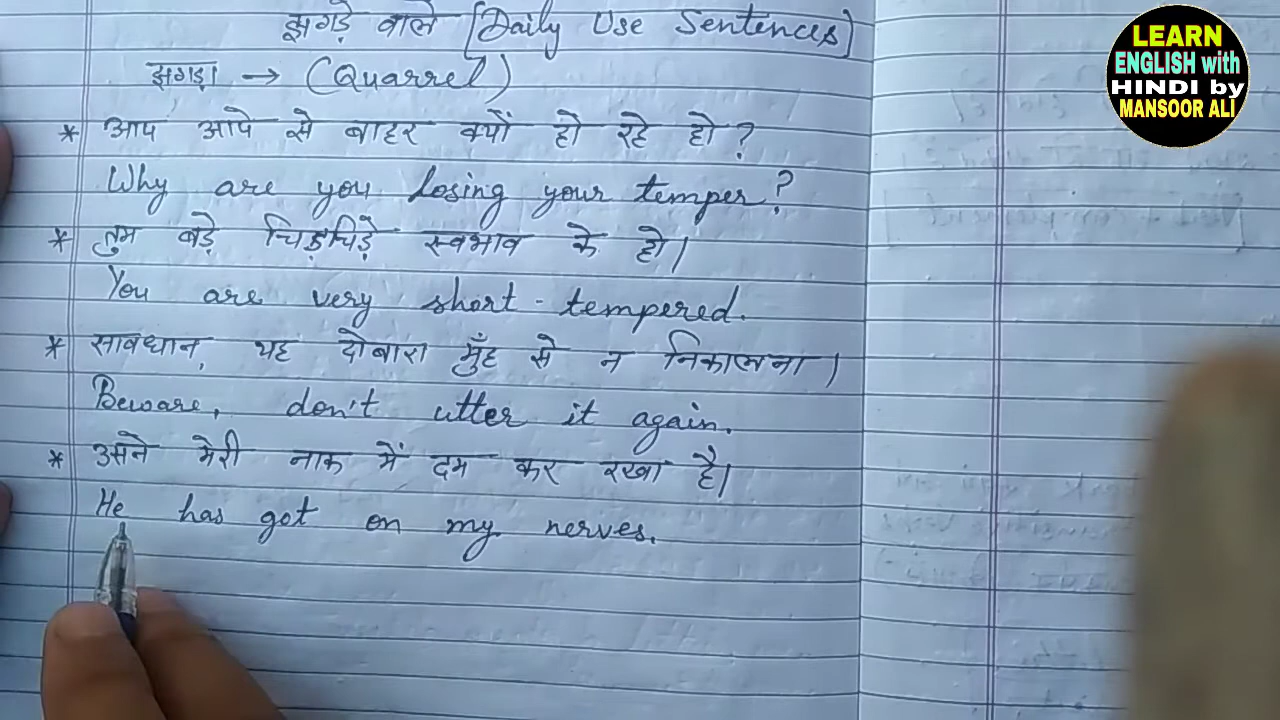 झगड़े वाले [Daily Use Sentences]
झगड़ा → (Quarrel)
* आप आपे से बाहर क्यों हो रहे हो?
Why are you losing your temper?
* तुम बड़े चिड़चिड़े स्वभाव के हो।
You are very short-tempered.
* सावधान, यह दोबारा मुँह से न निकालना।
Beware, don't utter it again.
* उसने मेरी नाक में दम कर रखा है।
He has got on my nerves.
LEARN
ENGLISH with
HINDI by
MANSOOR ALI